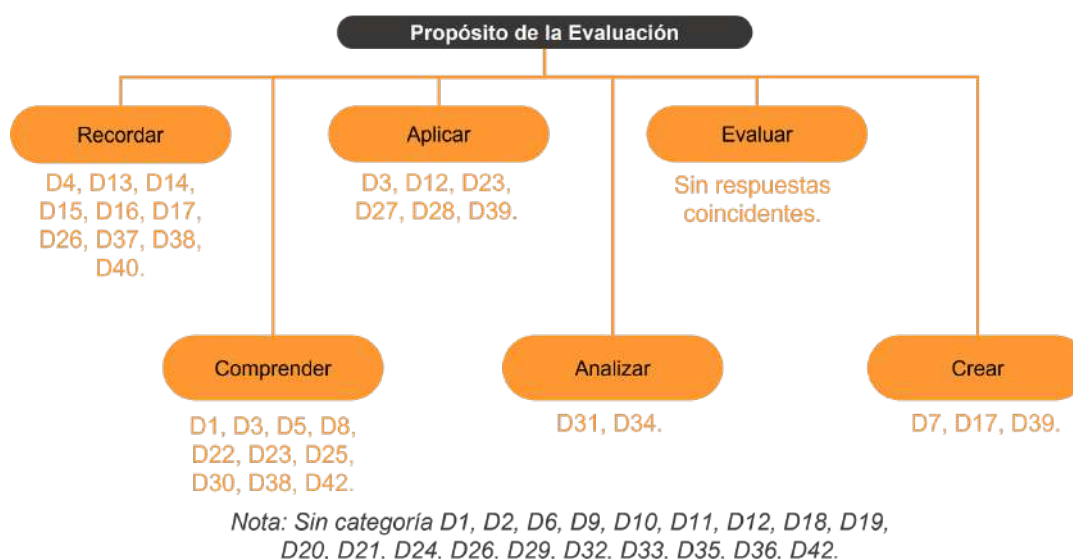 Propósito de la Evaluación
Recordar
D4, D13, D14,
D15, D16, D17,
D26, D37, D38,
D40.
Aplicar
D3, D12, D23,
D27, D28, D39.
Evaluar
Sin respuestas
coincidentes.
Comprender
D1, D3, D5, D8,
D22, D23, D25,
D30, D38, D42.
Analizar
D31, D34.
Crear
D7, D17, D39.
Nota: Sin categoría D1, D2, D6, D9, D10, D11, D12, D18, D19,
D20, D21, D24, D26, D29, D32, D33, D35, D36, D42.